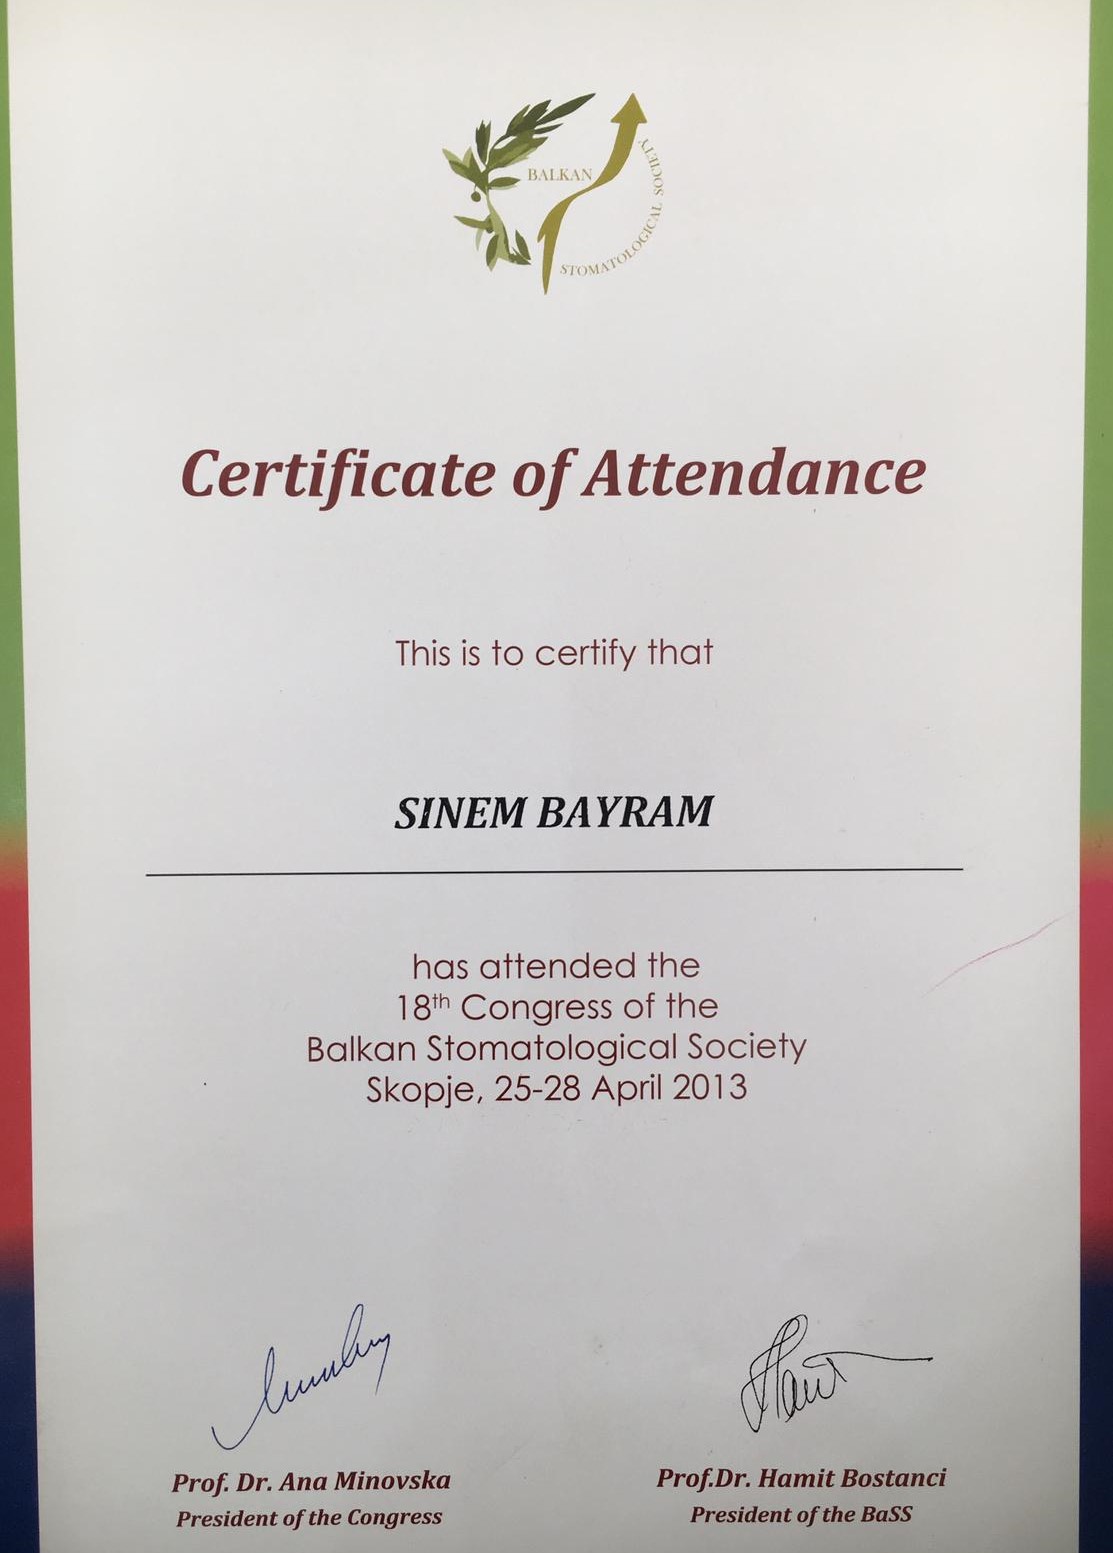 BALKAN
STOMATOLOGICAL SOCIETY
Certificate of Attendance
This is to certify that
SINEM BAYRAM
has attended the
18th Congress of the
Balkan Stomatological Society
Skopje, 25-28 April 2013
Prof. Dr. Ana Minovska
President of the Congress
Prof.Dr. Hamit Bostanci
President of the BaSS